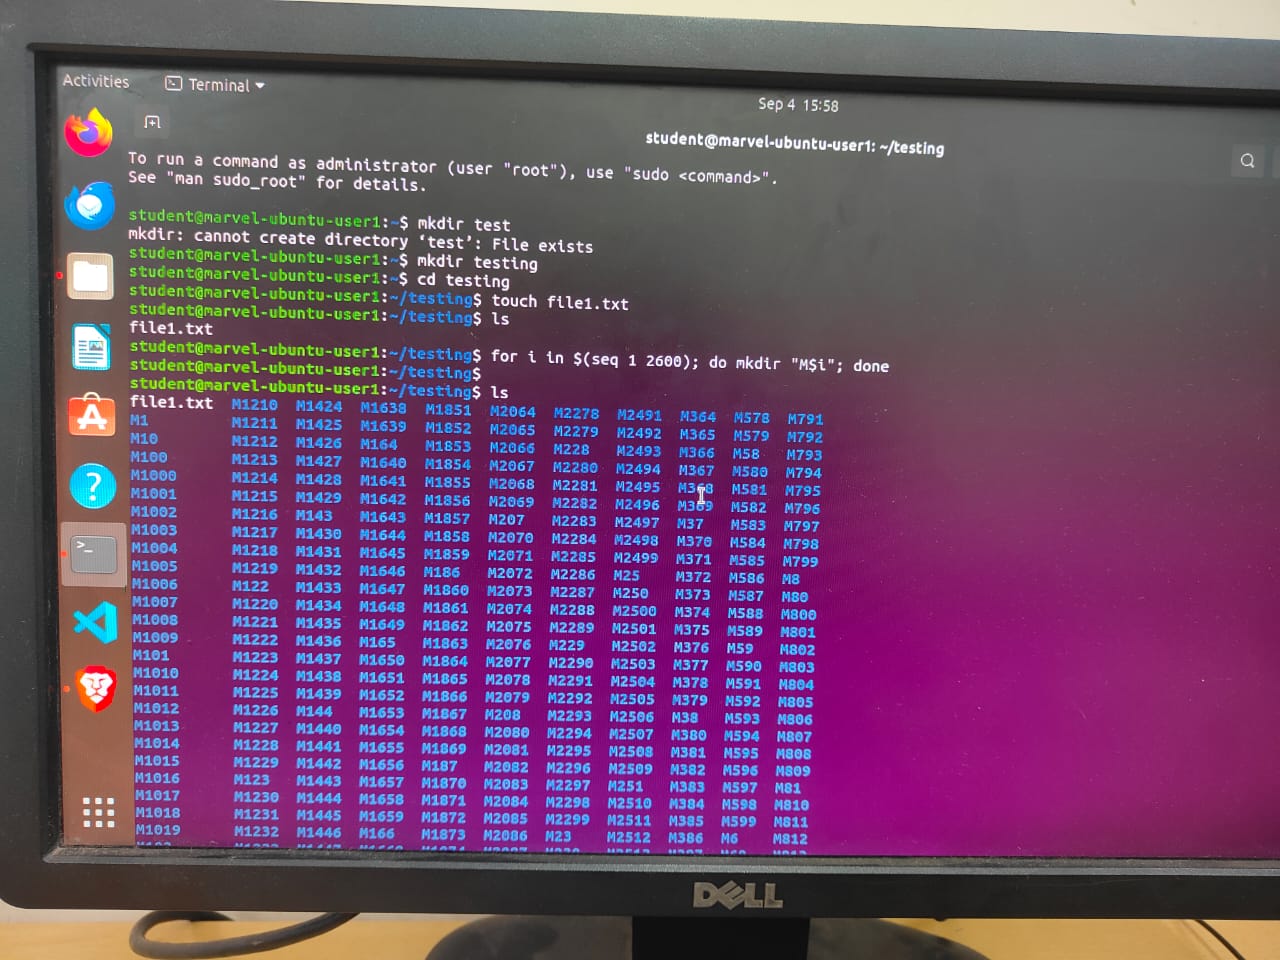 Activities Terminal
Sep 4 15:58
student@marvel-ubuntu-user1: ~/testing
To run a command as administrator (user "root"), use "sudo <command>".
See "man sudo_root" for details.
student@marvel-ubuntu-user1:~$ mkdir test
mkdir: cannot create directory ‘test’: File exists
student@marvel-ubuntu-user1:~$ mkdir testing
student@marvel-ubuntu-user1:~$ cd testing
student@marvel-ubuntu-user1:~/testing$ touch file1.txt
student@marvel-ubuntu-user1:~/testing$ ls
file1.txt
student@marvel-ubuntu-user1:~/testing$ for i in $(seq 1 2600); do mkdir "M$i"; done
student@marvel-ubuntu-user1:~/testing$
student@marvel-ubuntu-user1:~/testing$ ls
file1.txt M1210 M1424 M1638 M1851 M2064 M2278 M2491 M364 M578 M791
M1 M1211 M1425 M1639 M1852 M2065 M2279 M2492 M365 M579 M792
M10 M1212 M1426 M164 M1853 M2066 M228 M2493 M366 M58 M793
M100 M1213 M1427 M1640 M1854 M2067 M2280 M2494 M367 M580 M794
M1000 M1214 M1428 M1641 M1855 M2068 M2281 M2495 M368 M581 M795
M1001 M1215 M1429 M1642 M1856 M2069 M2282 M2496 M369 M582 M796
M1002 M1216 M143 M1643 M1857 M207 M2283 M2497 M37 M583 M797
M1003 M1217 M1430 M1644 M1858 M2070 M2284 M2498 M370 M584 M798
M1004 M1218 M1431 M1645 M1859 M2071 M2285 M2499 M371 M585 M799
M1005 M1219 M1432 M1646 M186 M2072 M2286 M25 M372 M586 M8
M1006 M122 M1433 M1647 M1860 M2073 M2287 M250 M373 M587 M80
M1007 M1220 M1434 M1648 M1861 M2074 M2288 M2500 M374 M588 M800
M1008 M1221 M1435 M1649 M1862 M2075 M2289 M2501 M375 M589 M801
M1009 M1222 M1436 M165 M1863 M2076 M229 M2502 M376 M59 M802
M101 M1223 M1437 M1650 M1864 M2077 M2290 M2503 M377 M590 M803
M1010 M1224 M1438 M1651 M1865 M2078 M2291 M2504 M378 M591 M804
M1011 M1225 M1439 M1652 M1866 M2079 M2292 M2505 M379 M592 M805
M1012 M1226 M144 M1653 M1867 M208 M2293 M2506 M38 M593 M806
M1013 M1227 M1440 M1654 M1868 M2080 M2294 M2507 M380 M594 M807
M1014 M1228 M1441 M1655 M1869 M2081 M2295 M2508 M381 M595 M808
M1015 M1229 M1442 M1656 M187 M2082 M2296 M2509 M382 M596 M809
M1016 M123 M1443 M1657 M1870 M2083 M2297 M251 M383 M597 M81
M1017 M1230 M1444 M1658 M1871 M2084 M2298 M2510 M384 M598 M810
M1018 M1231 M1445 M1659 M1872 M2085 M2299 M2511 M385 M599 M811
M1019 M1232 M1446 M166 M1873 M2086 M23 M2512 M386 M6 M812
DELL